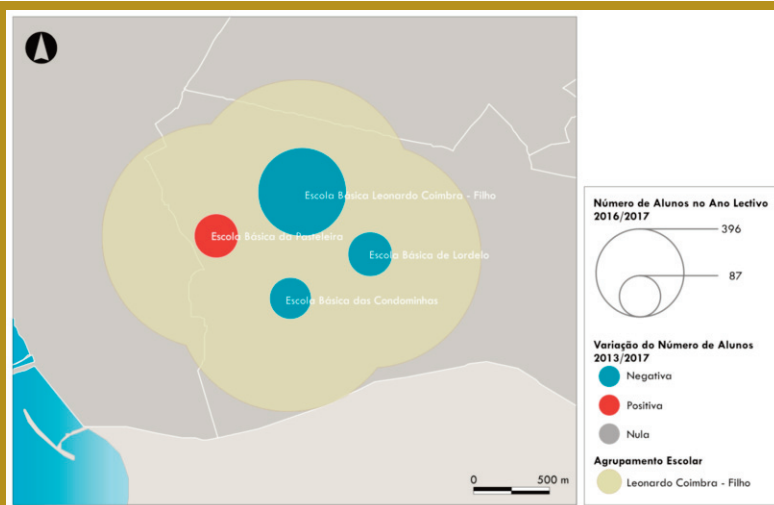 Escola Básica Leonardo Coimbra - Filho
Escola Básica da Pasteleira
Escola Básica de Lordelo
Escola Básica das Condominhas
0 500 m
Número de Alunos no Ano Lectivo
2016/2017
396
87
Variação do Número de Alunos
2013/2017
Negativa
Positiva
Nula
Agrupamento Escolar
Leonardo Coimbra - Filho